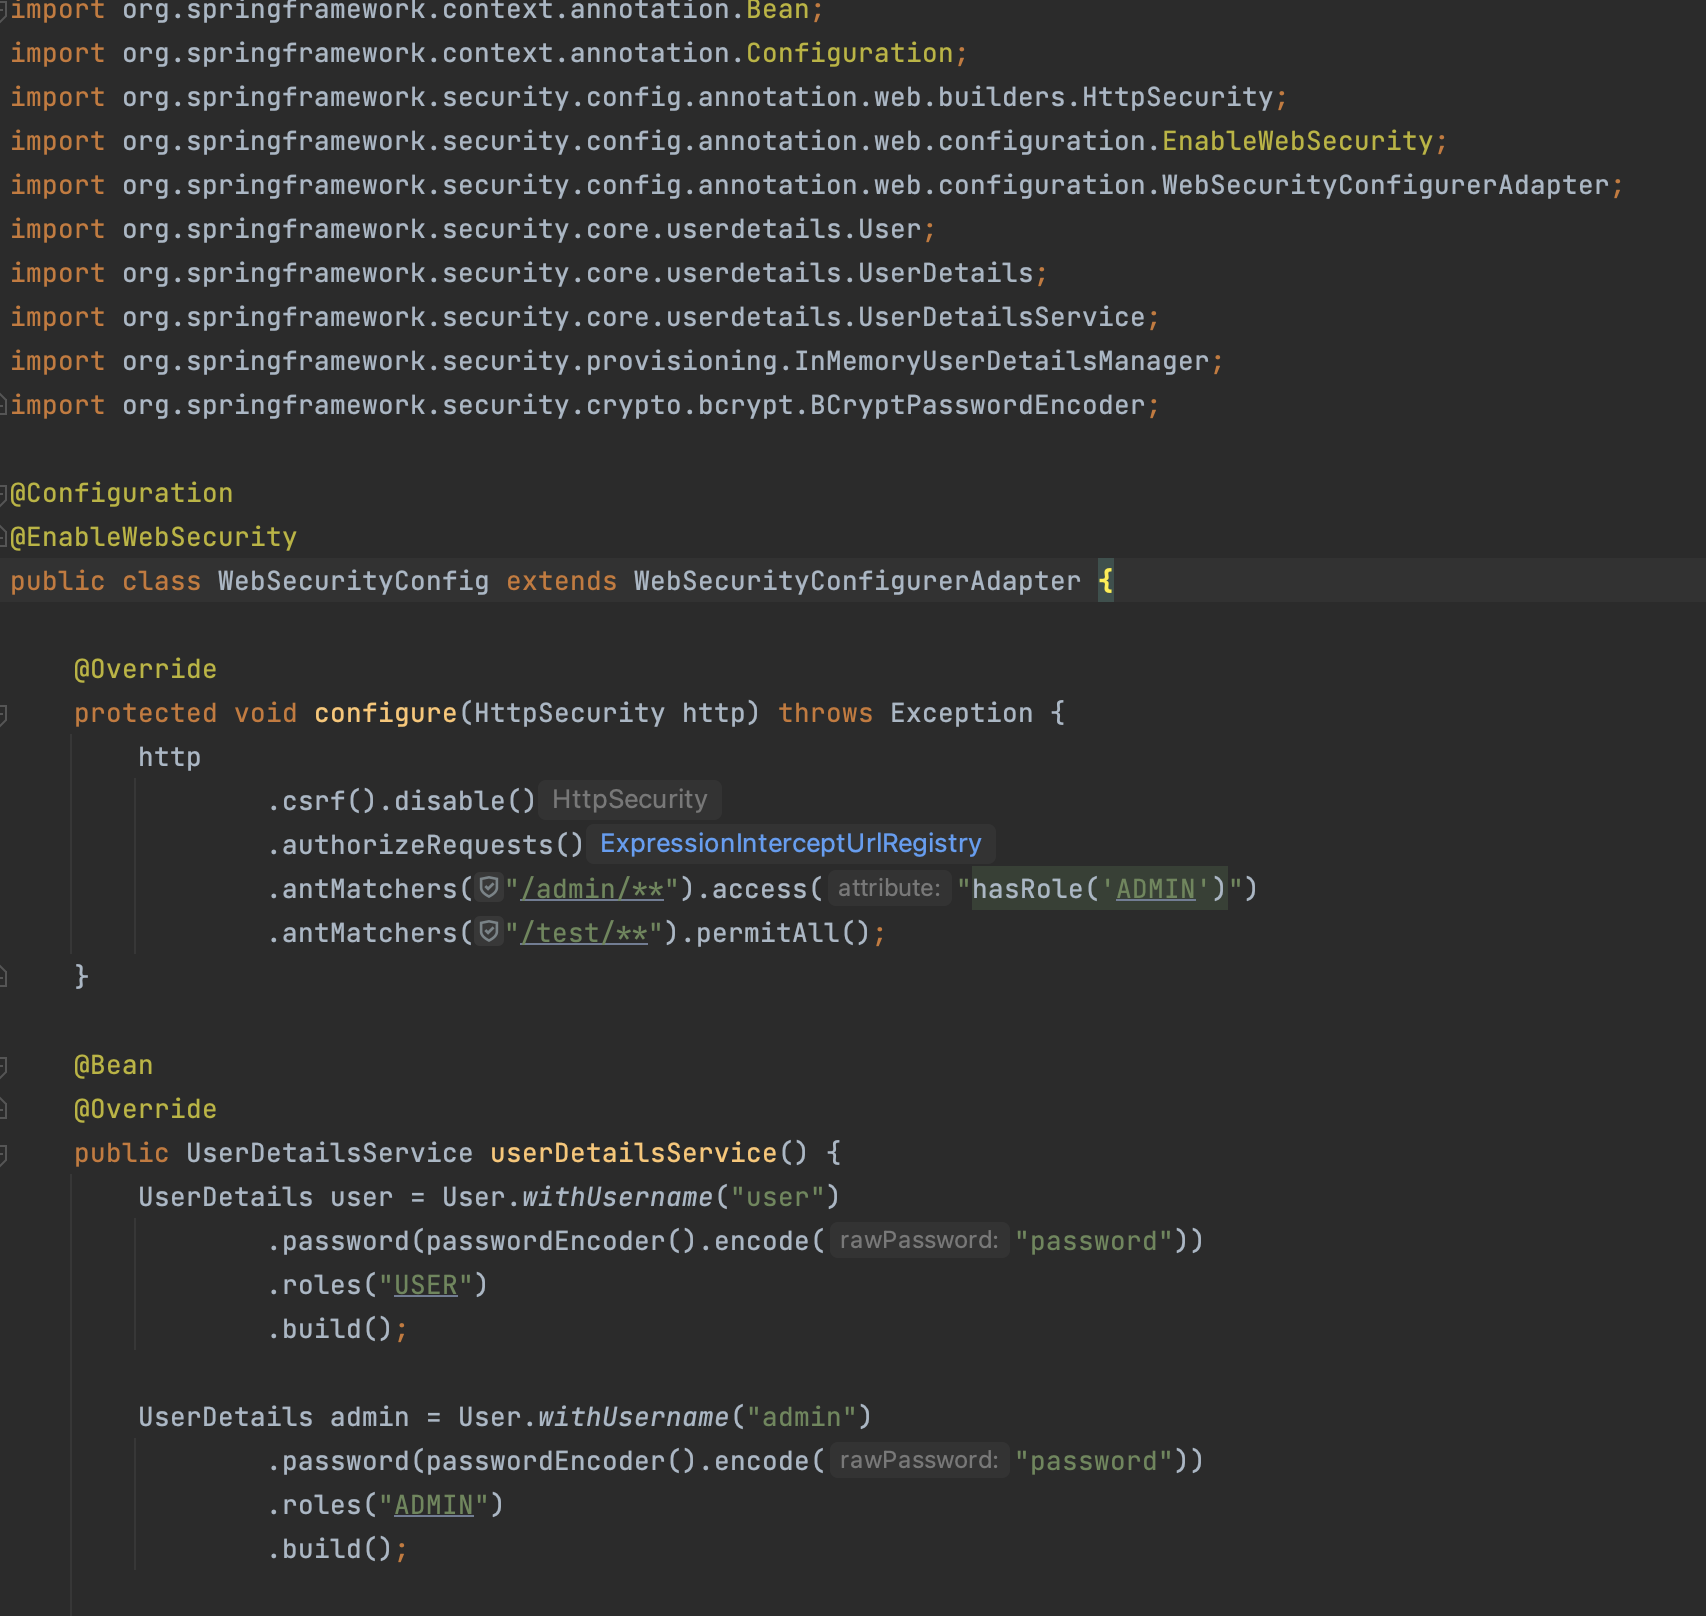 import org.springframework.context.annotation.Bean;
import org.springframework.context.annotation.Configuration;
import org.springframework.security.config.annotation.web.builders.HttpSecurity;
import org.springframework.security.config.annotation.web.configuration.EnableWebSecurity;
import org.springframework.security.config.annotation.web.configuration.WebSecurityConfigurerAdapter;
import org.springframework.security.core.userdetails.User;
import org.springframework.security.core.userdetails.UserDetails;
import org.springframework.security.core.userdetails.UserDetailsService;
import org.springframework.security.provisioning.InMemoryUserDetailsManager;
import org.springframework.security.crypto.bcrypt.BCryptPasswordEncoder;
@Configuration
@EnableWebSecurity
public class WebSecurityConfig extends WebSecurityConfigurerAdapter {
@Override
protected void configure(HttpSecurity http) throws Exception {
http
.csrf().disable() HttpSecurity
.authorizeRequests() ExpressionInterceptUrlRegistry
.antMatchers("/admin/**").access( attribute: "hasRole('ADMIN')")
.antMatchers("/test/**").permitAll();
}
@Bean
@Override
public UserDetailsService userDetailsService() {
UserDetails user = User.withUsername("user")
.password(passwordEncoder().encode( rawPassword: "password"))
.roles("USER")
.build();
UserDetails admin = User.withUsername("admin")
.password(passwordEncoder().encode( rawPassword: "password"))
.roles("ADMIN")
.build();